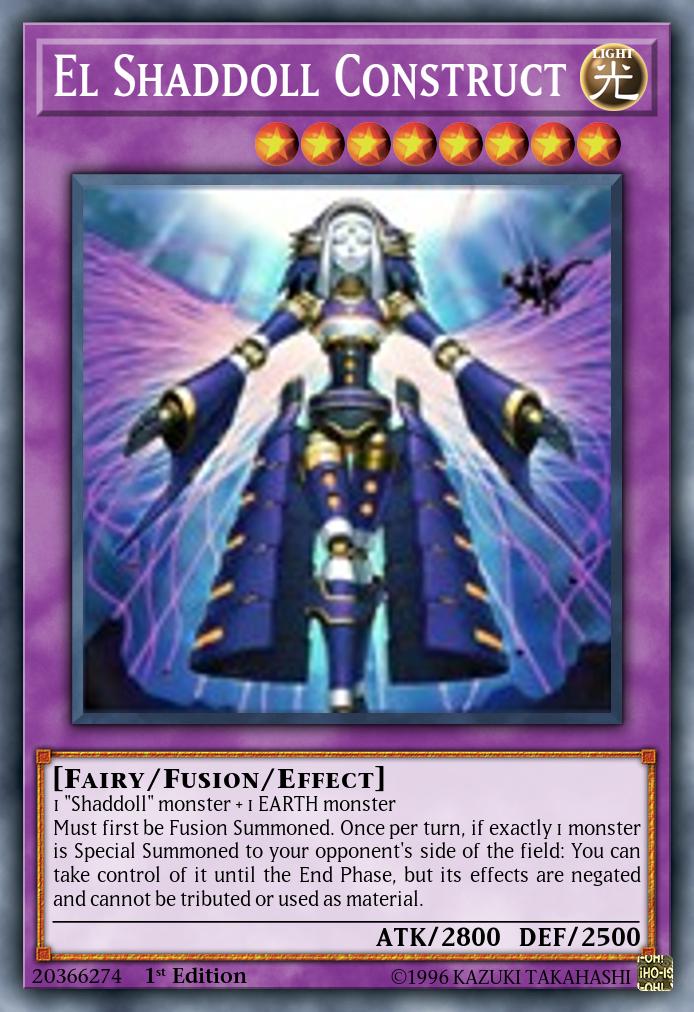 El Shaddoll Construct
LIGHT
光
[Fairy/Fusion/Effect]
1 "Shaddoll" monster + 1 EARTH monster
Must first be Fusion Summoned. Once per turn, if exactly 1 monster
is Special Summoned to your opponent's side of the field: You can
take control of it until the End Phase, but its effects are negated
and cannot be tributed or used as material.
ATK/2800 DEF/2500
20366274 1st Edition ©1996 KAZUKI TAKAHASHI